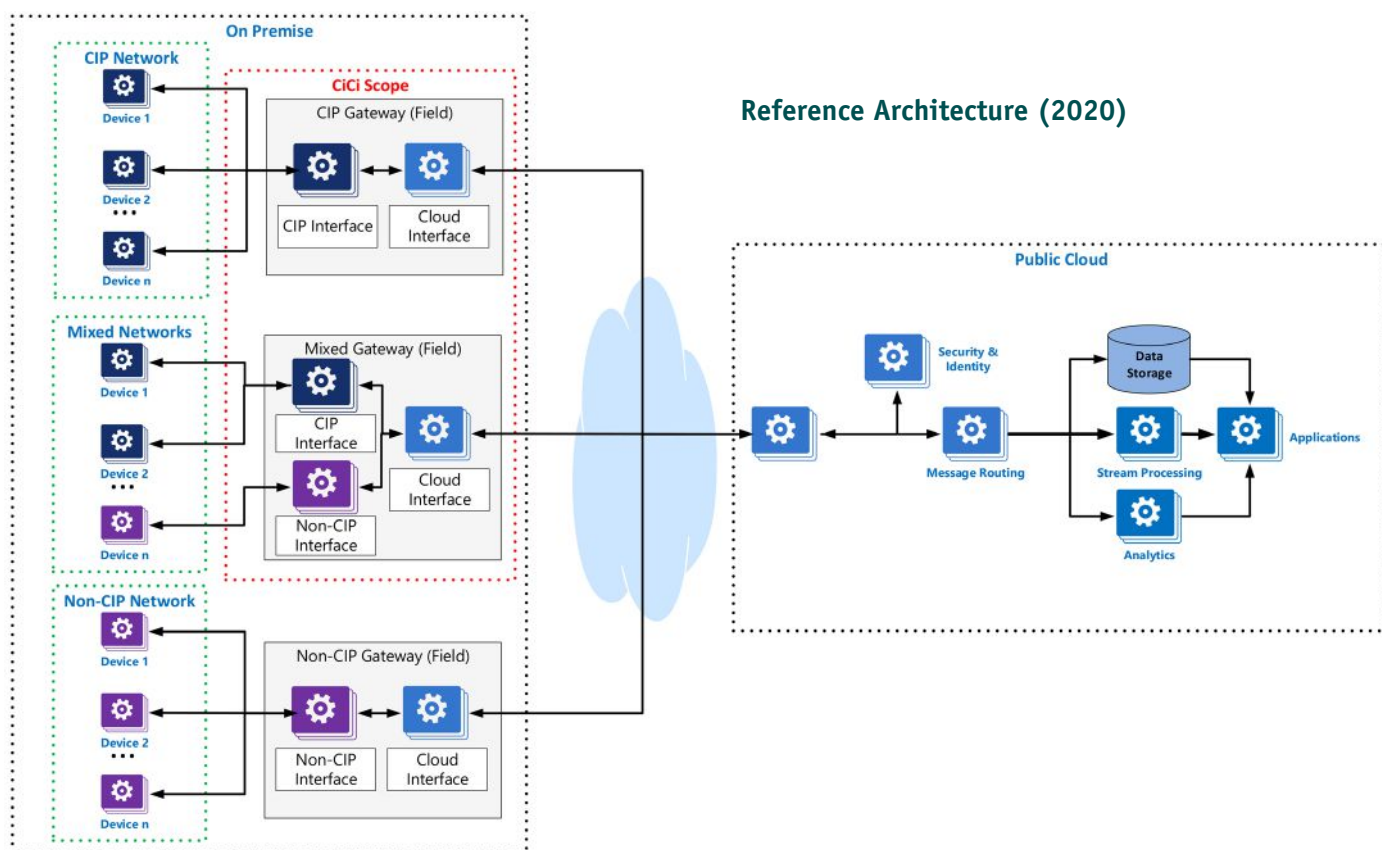 On Premise
CIP Network
Device 1
Device 2
...
Device n
CiCi Scope
CIP Gateway (Field)
CIP Interface
Cloud
Interface
Reference Architecture (2020)
Mixed Networks
Device 1
Device 2
...
Device n
Mixed Gateway (Field)
CIP
Interface
Non-CIP
Interface
Cloud
Interface
Non-CIP Network
Device 1
Device 2
...
Device n
Non-CIP Gateway (Field)
Non-CIP
Interface
Cloud
Interface
Public Cloud
Security &
Identity
Message Routing
Data
Storage
Stream Processing
Applications
Analytics